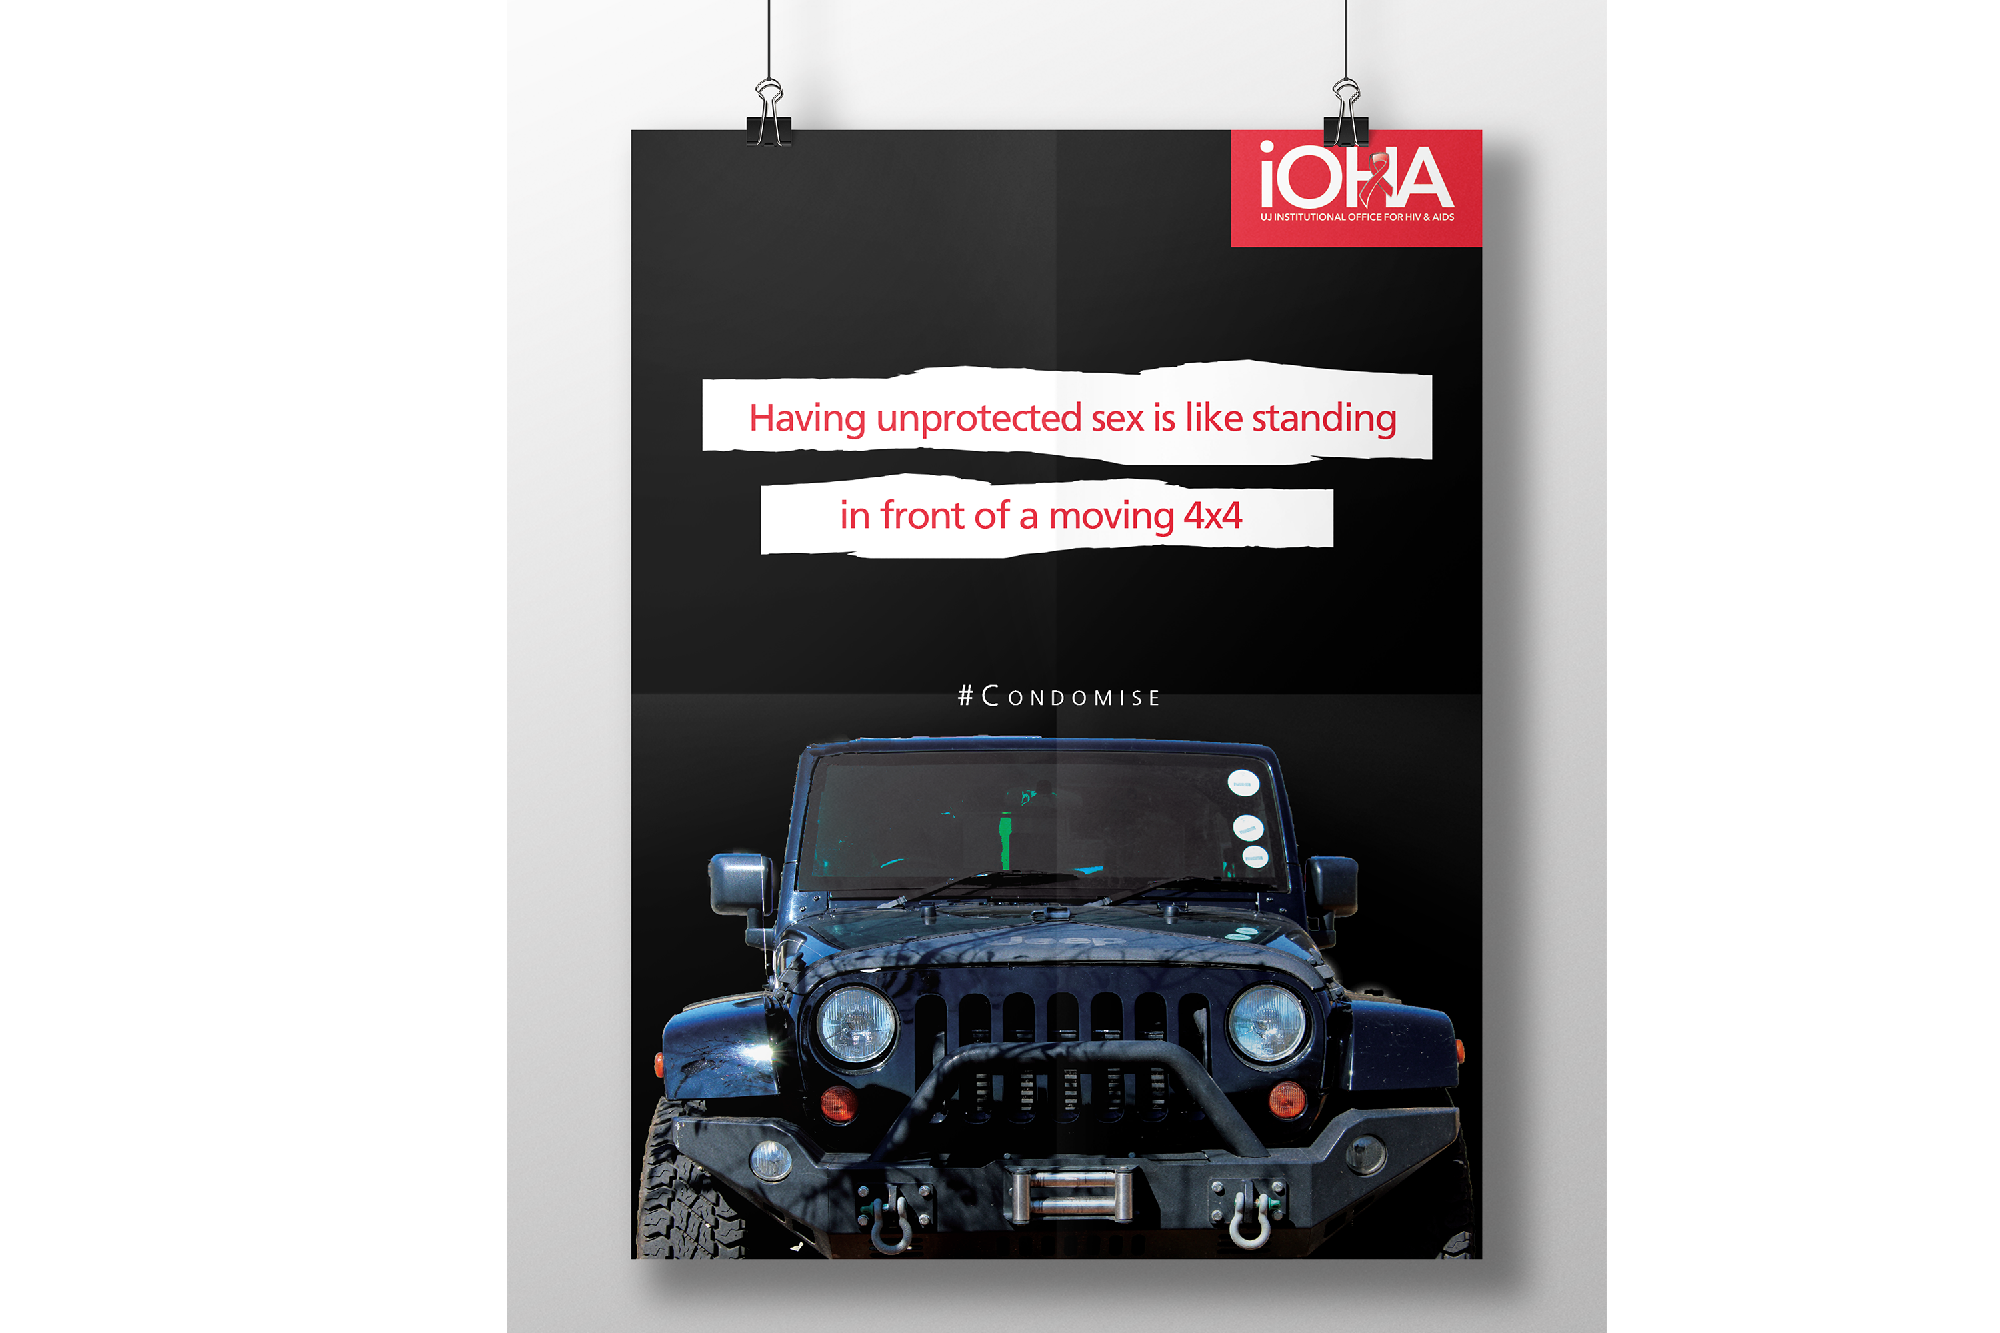 iOHA
UJ INSTITUTIONAL OFFICE FOR HIV & AIDS
Having unprotected sex is like standing
in front of a moving 4x4
#CONDOMISE
Jeep